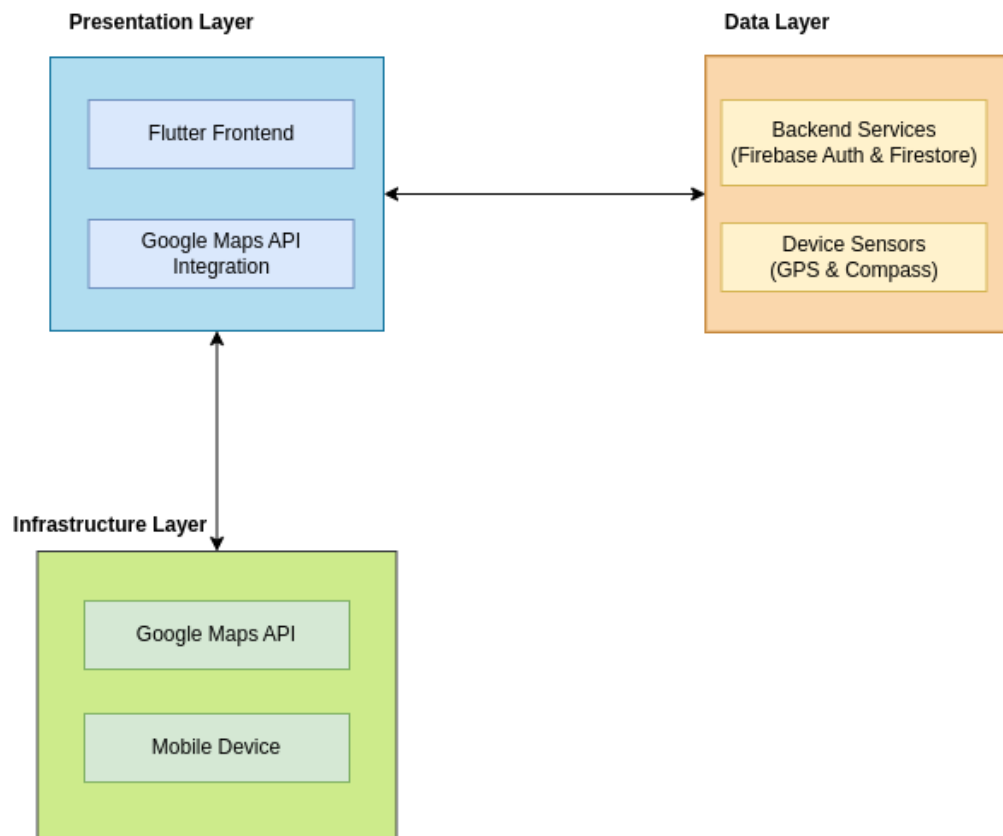 Presentation Layer
Data Layer
Flutter Frontend
Google Maps API
Integration
Backend Services
(Firebase Auth & Firestore)
Device Sensors
(GPS & Compass)
Infrastructure Layer
Google Maps API
Mobile Device